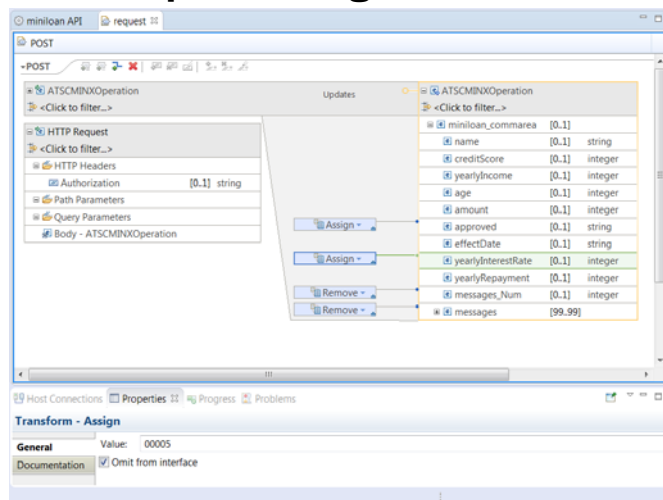 miniloan API
request
POST
POST
ATSCMINXOperation
<Click to filter...>
Updates
ATSCMINXOperation
<Click to filter...>
HTTP Request
<Click to filter...>
HTTP Headers
Authorization [0..1] string
Path Parameters
Query Parameters
Body - ATSCMINXOperation
Assign
Assign
Remove
Remove
miniloan_commarea [0..1]
name [0..1] string
creditScore [0..1] integer
yearlyIncome [0..1] integer
age [0..1] integer
amount [0..1] integer
approved [0..1] string
effectDate [0..1] string
yearlyInterestRate [0..1] integer
yearlyRepayment [0..1] integer
messages_Num [0..1] integer
messages [99..99]
Host Connections Properties Progress Problems
Transform - Assign
General
Value: 00005
Documentation
Omit from interface